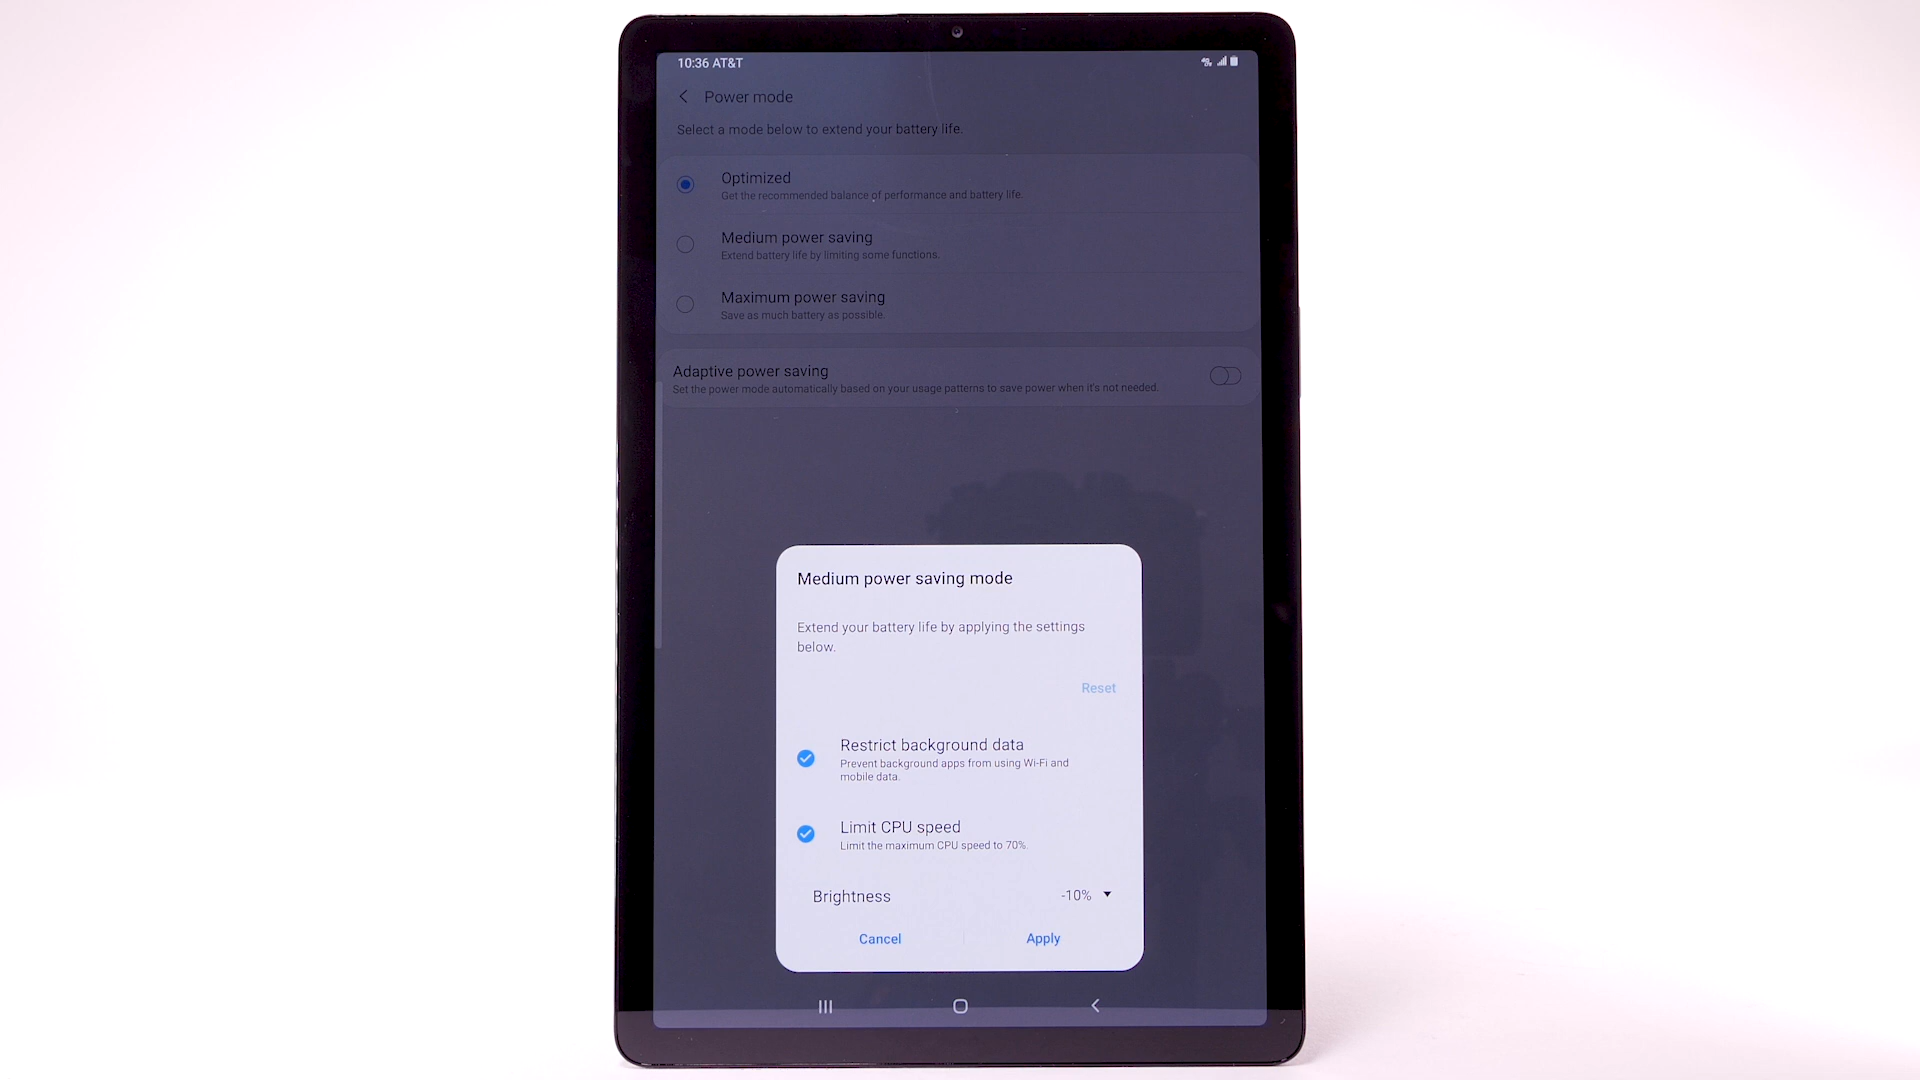 10:36 AT&T
Power mode
Select a mode below to extend your battery life.
Optimized
Get the recommended balance of performance and battery life.
Medium power saving
Extend battery life by limiting some functions.
Maximum power saving
Save as much battery as possible.
Adaptive power saving
Set the power mode automatically based on your usage patterns to save power when it's not needed.
Medium power saving mode
Extend your battery life by applying the settings
below.
Reset
Restrict background data
Prevent background apps from using Wi-Fi and
mobile data.
Limit CPU speed
Limit the maximum CPU speed to 70%.
Brightness -10%
Cancel Apply